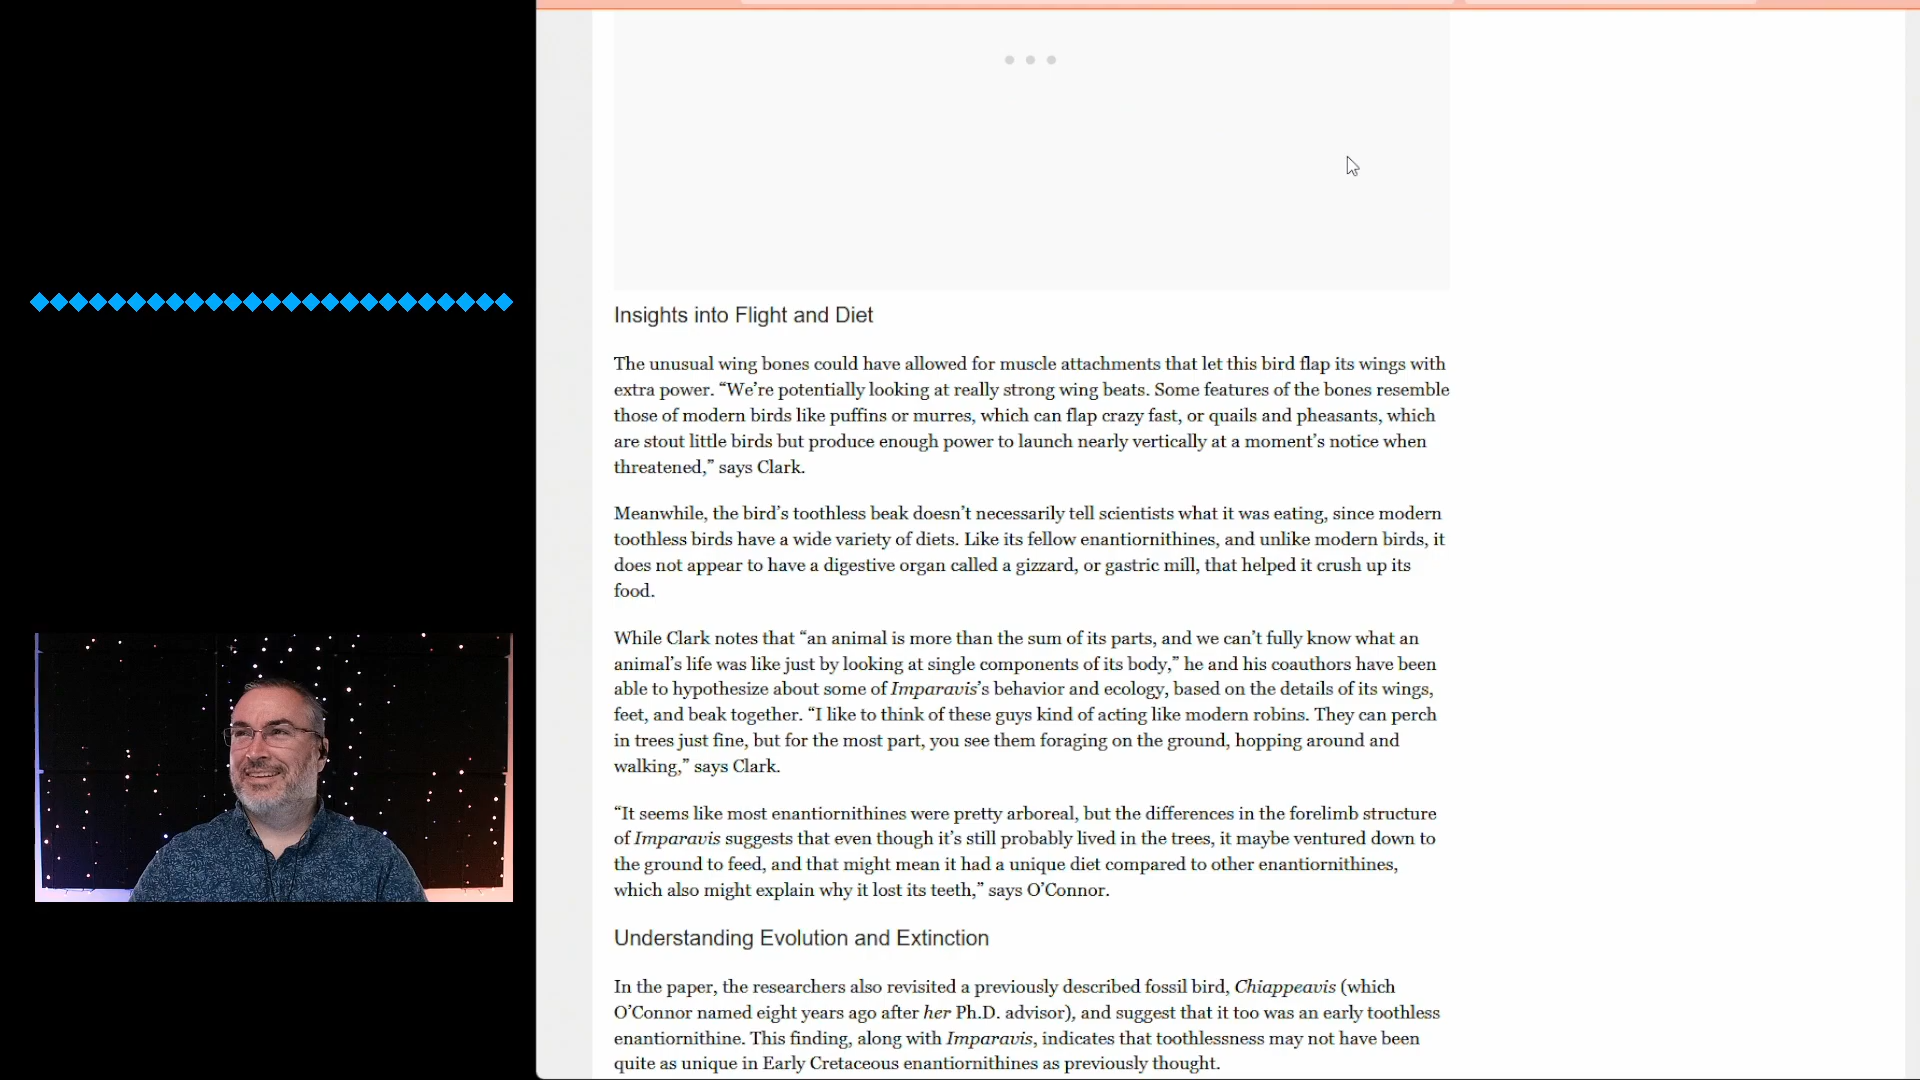 Insights into Flight and Diet
The unusual wing bones could have allowed for muscle attachments that let this bird flap its wings with
extra power. “We’re potentially looking at really strong wing beats. Some features of the bones resemble
those of modern birds like puffins or murres, which can flap crazy fast, or quails and pheasants, which
are stout little birds but produce enough power to launch nearly vertically at a moment’s notice when
threatened,” says Clark.
Meanwhile, the bird’s toothless beak doesn’t necessarily tell scientists what it was eating, since modern
toothless birds have a wide variety of diets. Like its fellow enantiornithines, and unlike modern birds, it
does not appear to have a digestive organ called a gizzard, or gastric mill, that helped it crush up its
food.
While Clark notes that “an animal is more than the sum of its parts, and we can’t fully know what an
animal’s life was like just by looking at single components of its body,” he and his coauthors have been
able to hypothesize about some of Imparavis’s behavior and ecology, based on the details of its wings,
feet, and beak together. “I like to think of these guys kind of acting like modern robins. They can perch
in trees just fine, but for the most part, you see them foraging on the ground, hopping around and
walking,” says Clark.
“It seems like most enantiornithines were pretty arboreal, but the differences in the forelimb structure
of Imparavis suggests that even though it’s still probably lived in the trees, it maybe ventured down to
the ground to feed, and that might mean it had a unique diet compared to other enantiornithines,
which also might explain why it lost its teeth,” says O’Connor.
Understanding Evolution and Extinction
In the paper, the researchers also revisited a previously described fossil bird, Chiappeavis (which
O’Connor named eight years ago after her Ph.D. advisor), and suggest that it too was an early toothless
enantiornithine. This finding, along with Imparavis, indicates that toothlessness may not have been
quite as unique in Early Cretaceous enantiornithines as previously thought.